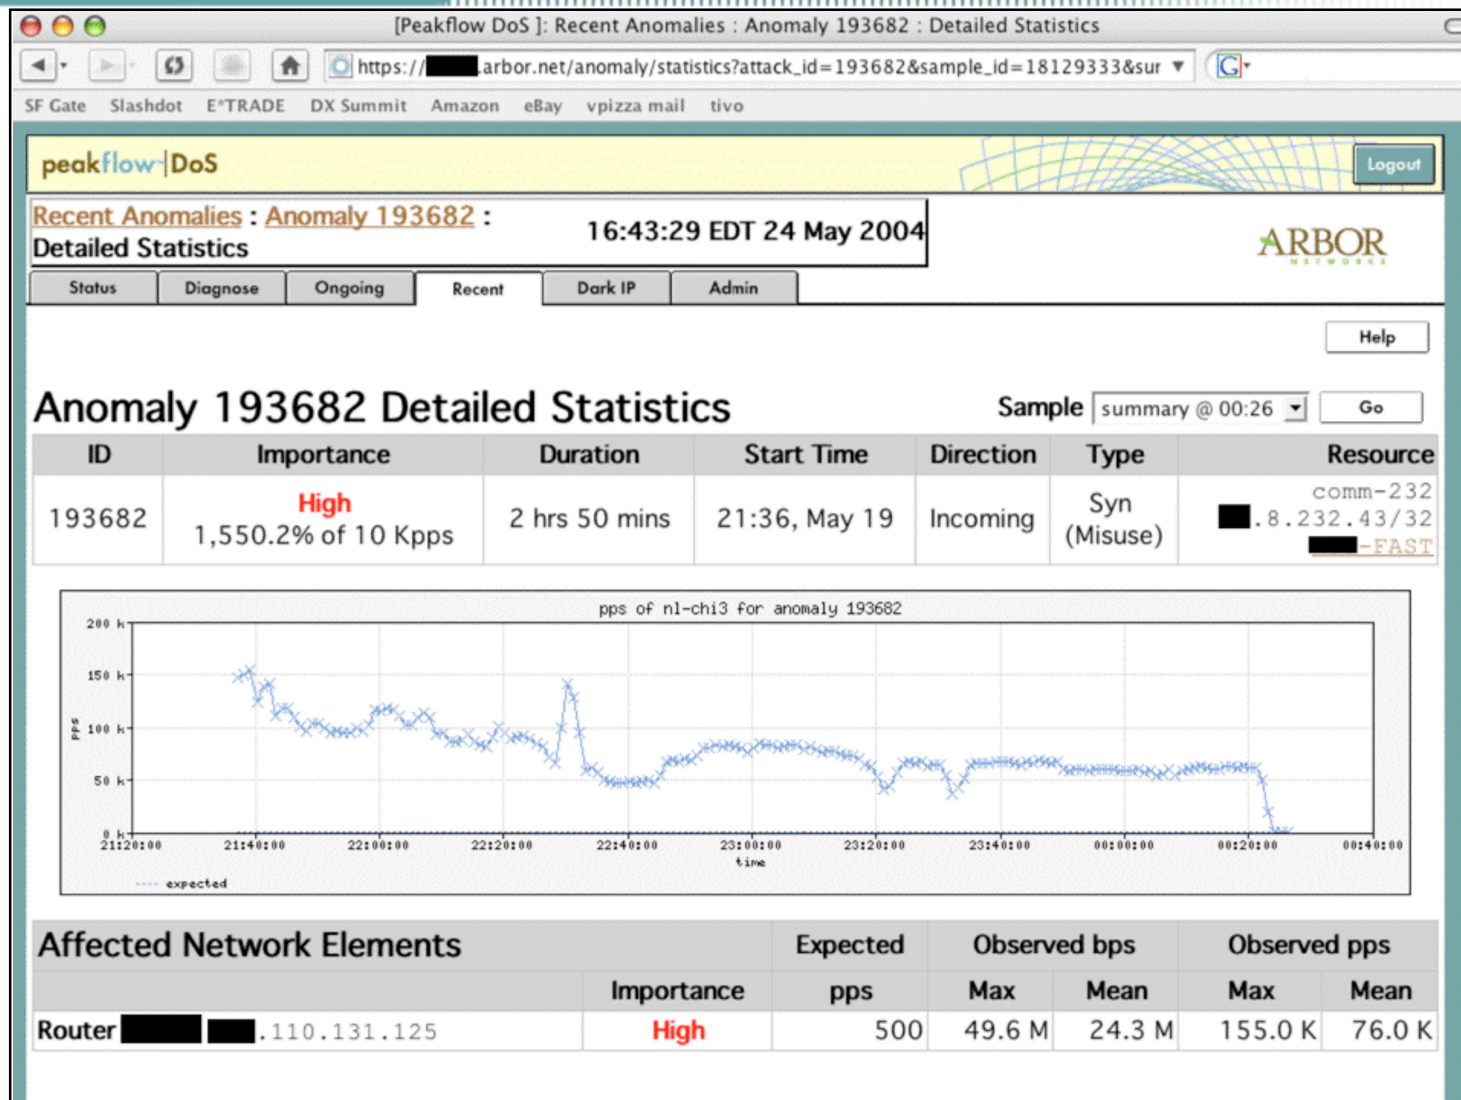 [Peakflow DoS ]: Recent Anomalies : Anomaly 193682 : Detailed Statistics
https:// .arbor.net/anomaly/statistics?attack_id=193682&sample_id=18129333&sur
G
SF Gate Slashdot E*TRADE DX Summit Amazon eBay vpizza mail tivo
peakflow DoS
Logout
Recent Anomalies : Anomaly 193682 :
Detailed Statistics
16:43:29 EDT 24 May 2004
ARBOR
NETWORKS
Status Diagnose Ongoing Recent Dark IP Admin
Help
Anomaly 193682 Detailed Statistics
Sample summary @ 00:26 Go
ID Importance Duration Start Time Direction Type Resource
193682
High
1,550.2% of 10 Kpps
2 hrs 50 mins
21:36, May 19
Incoming
Syn
(Misuse)
comm-232
.8.232.43/32
-FAST
pps of nl-chi3 for anomaly 193682
200 k
150 k
100 k
50 k
0 k
pps
21:20:00 21:40:00 22:00:00 22:20:00 22:40:00 23:00:00 23:20:00 23:40:00 00:00:00 00:20:00 00:40:00
time
expected
Affected Network Elements Expected Observed bps Observed pps
Importance pps Max Mean Max Mean
Router .110.131.125 High 500 49.6 M 24.3 M 155.0 K 76.0 K